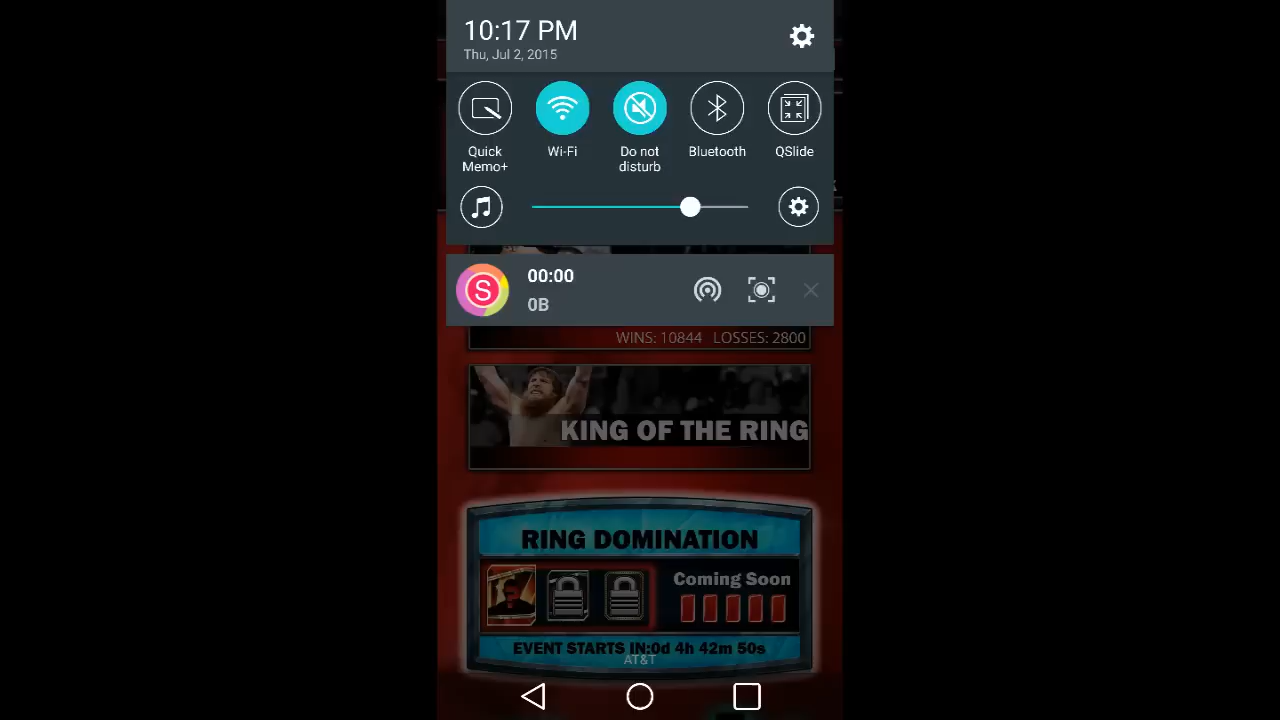 10:17 PM
Thu, Jul 2, 2015
Quick
Memo+
Wi-Fi
Do not
disturb
Bluetooth
QSlide
S
00:00
0B
WINS: 10844 LOSSES: 2800
KING OF THE RING
RING DOMINATION
Coming Soon
EVENT STARTS IN:0d 4h 42m 50s
AT&T